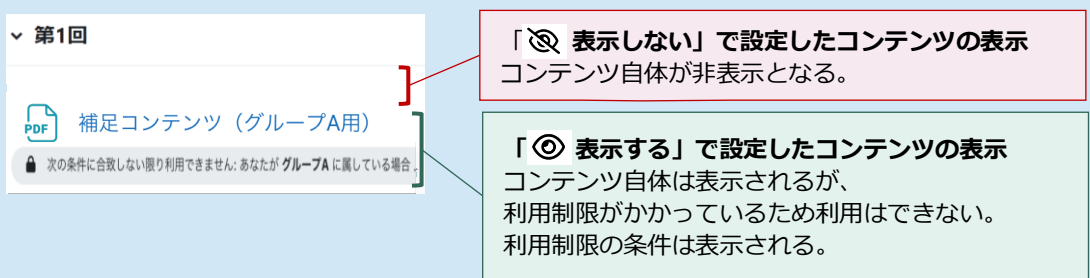 第1回
PDF
補足コンテンツ（グループA用）
次の条件に合致しない限り利用できません: あなたが グループA に属している場合
「 表示しない」で設定したコンテンツの表示
コンテンツ自体が非表示となる。
「 表示する」で設定したコンテンツの表示
コンテンツ自体は表示されるが、
利用制限がかかっているため利用はできない。
利用制限の条件は表示される。